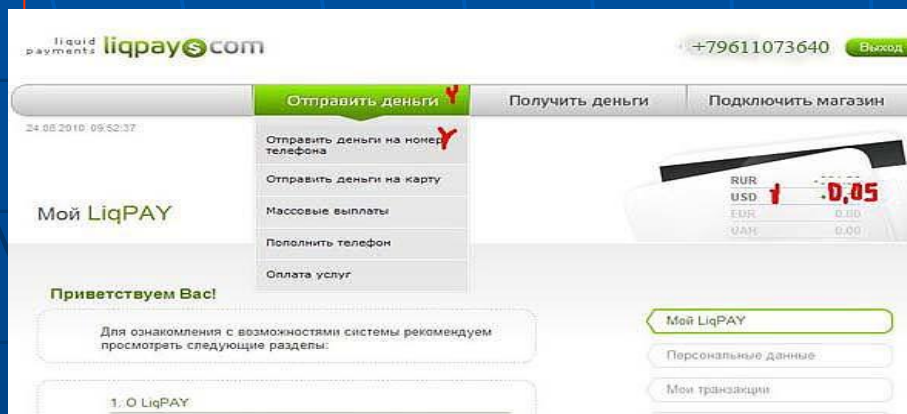 liquid payments liqpay$com
+79611073640 Выход
Отправить деньги Получить деньги Подключить магазин
24.08.2010 09:52:37
Отправить деньги на номер
телефона
Отправить деньги на карту
Массовые выплаты
Пополнить телефон
Оплата услуг
Мой LiqPAY
RUR
USD 0,05
EUR 0.00
UAH 0.00
Приветствуем Вас!
Для ознакомления с возможностями системы рекомендуем
просмотреть следующие разделы:
1. О LiqPAY
Мой LiqPAY
Персональные данные
Мои транзакции